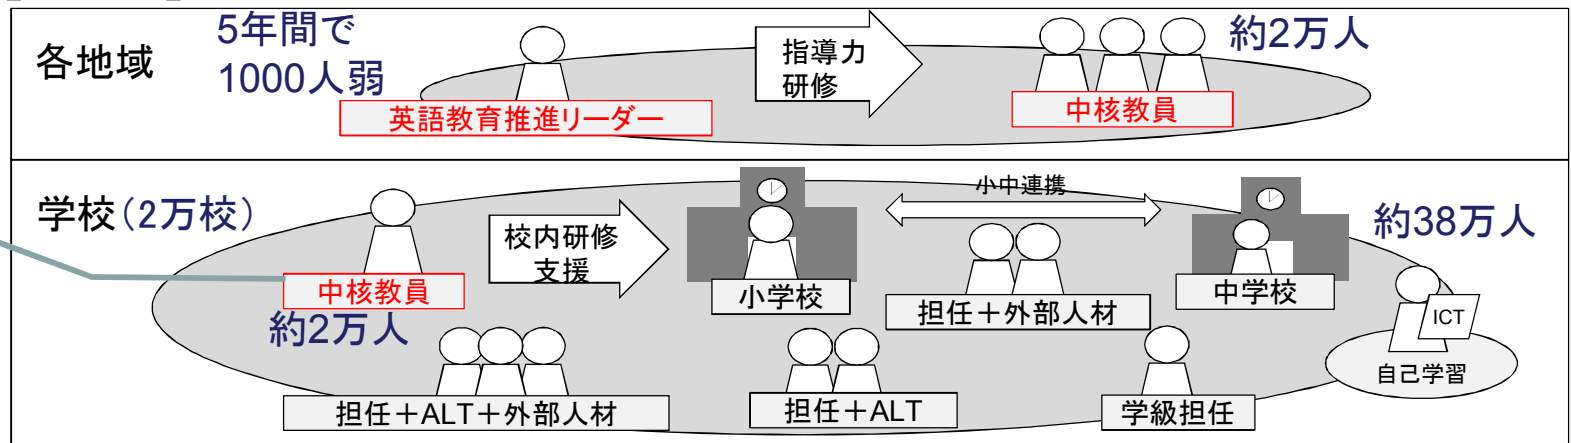 各地域
5年間で
1000人弱
英語教育推進リーダー
指導力
研修
約2万人
中核教員
学校(2万校)
中核教員
約2万人
校内研修
支援
小学校
小中連携
担任＋外部人材
中学校
約38万人
ICT
自己学習
担任＋ALT＋外部人材
担任＋ALT
学級担任